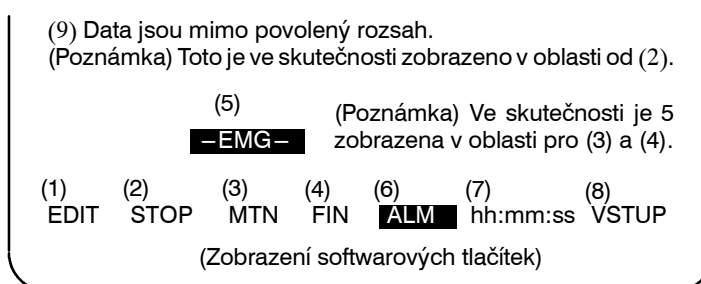 (9) Data jsou mimo povolený rozsah.
(Poznámka) Toto je ve skutečnosti zobrazeno v oblasti od (2).
(5)
(Poznámka) Ve skutečnosti je 5
–EMG–
zobrazena v oblasti pro (3) a (4).
(1) (2) (3) (4) (6) (7) (8)
EDIT STOP MTN FIN ALM hh:mm:ss VSTUP
(Zobrazení softwarových tlačítek)